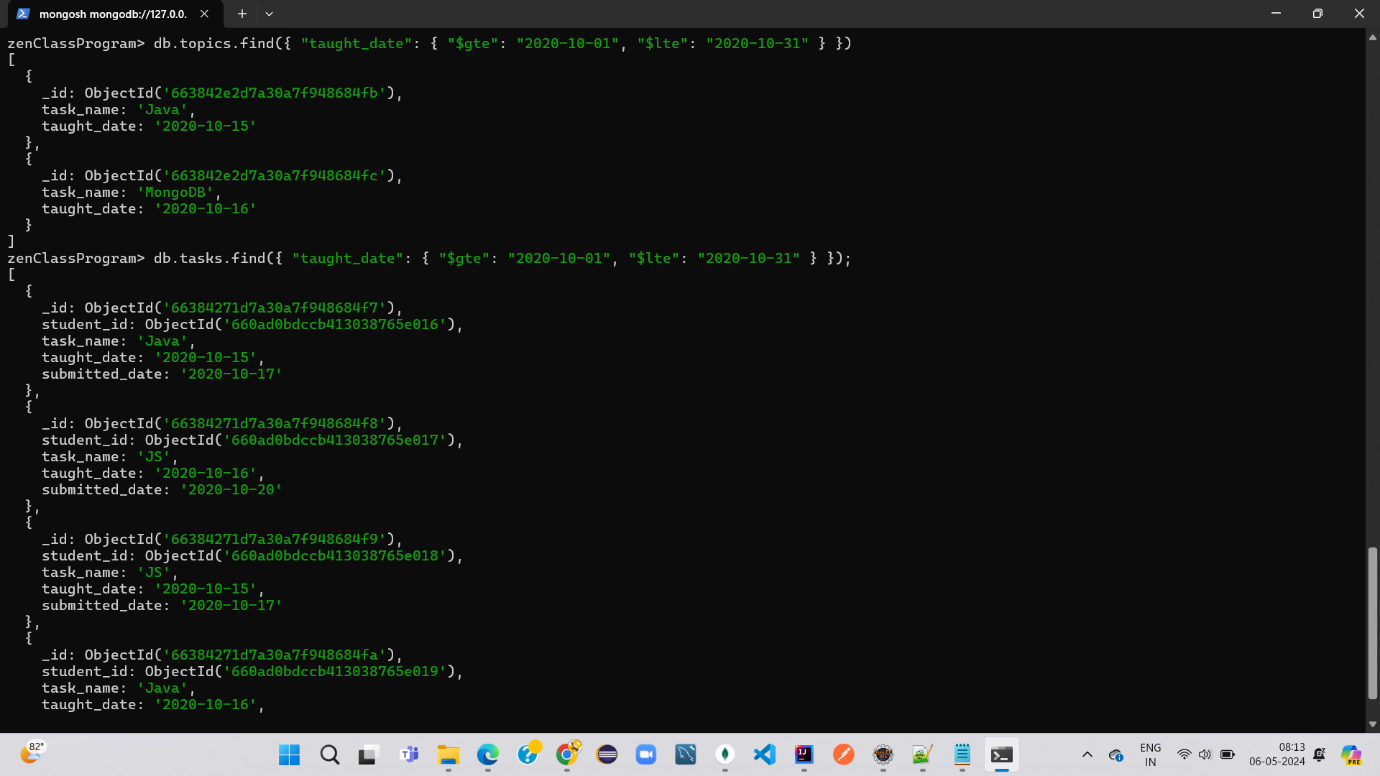 mongosh mongodb://127.0.0.
zenClassProgram> db.topics.find({ "taught_date": { "$gte": "2020-10-01", "$lte": "2020-10-31" } })
[
  {
    _id: ObjectId('663842e2d7a30a7f948684fb'),
    task_name: 'Java',
    taught_date: '2020-10-15'
  },
  {
    _id: ObjectId('663842e2d7a30a7f948684fc'),
    task_name: 'MongoDB',
    taught_date: '2020-10-16'
  }
]
zenClassProgram> db.tasks.find({ "taught_date": { "$gte": "2020-10-01", "$lte": "2020-10-31" } });
[
  {
    _id: ObjectId('66384271d7a30a7f948684f7'),
    student_id: ObjectId('660ad0bdccb413038765e016'),
    task_name: 'Java',
    taught_date: '2020-10-15',
    submitted_date: '2020-10-17'
  },
  {
    _id: ObjectId('66384271d7a30a7f948684f8'),
    student_id: ObjectId('660ad0bdccb413038765e017'),
    task_name: 'JS',
    taught_date: '2020-10-16',
    submitted_date: '2020-10-20'
  },
  {
    _id: ObjectId('66384271d7a30a7f948684f9'),
    student_id: ObjectId('660ad0bdccb413038765e018'),
    task_name: 'JS',
    taught_date: '2020-10-15',
    submitted_date: '2020-10-17'
  },
  {
    _id: ObjectId('66384271d7a30a7f948684fa'),
    student_id: ObjectId('660ad0bdccb413038765e019'),
    task_name: 'Java',
    taught_date: '2020-10-16',
82°
ENG
IN
08:13
06-05-2024
PRE